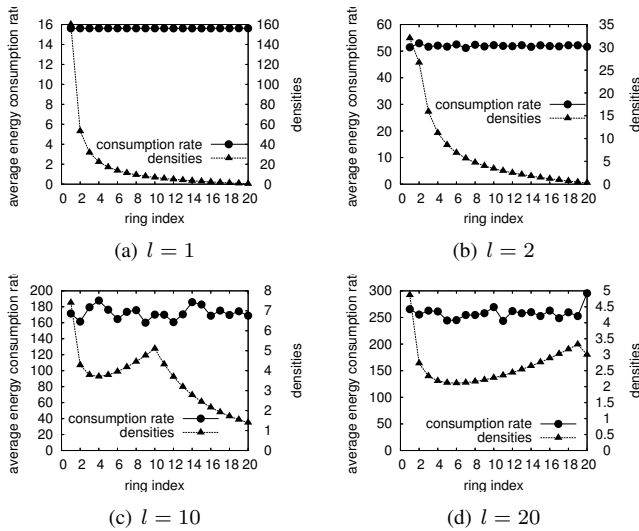 average energy consumption rate
16
14
12
10
8
6
4
2
0
160
140
120
100
80
60
40
20
0
densities
consumption rate
densities
0 2 4 6 8 10 12 14 16 18 20
ring index
(a) l = 1
average energy consumption rate
60
50
40
30
20
10
0
35
30
25
20
15
10
5
0
densities
consumption rate
densities
0 2 4 6 8 10 12 14 16 18 20
ring index
(b) l = 2
average energy consumption rate
200
180
160
140
120
100
80
60
40
20
0
8
7
6
5
4
3
2
1
0
densities
consumption rate
densities
0 2 4 6 8 10 12 14 16 18 20
ring index
(c) l = 10
average energy consumption rate
300
250
200
150
100
50
0
5
4.5
4
3.5
3
2.5
2
1.5
1
0.5
0
densities
consumption rate
densities
0 2 4 6 8 10 12 14 16 18 20
ring index
(d) l = 20